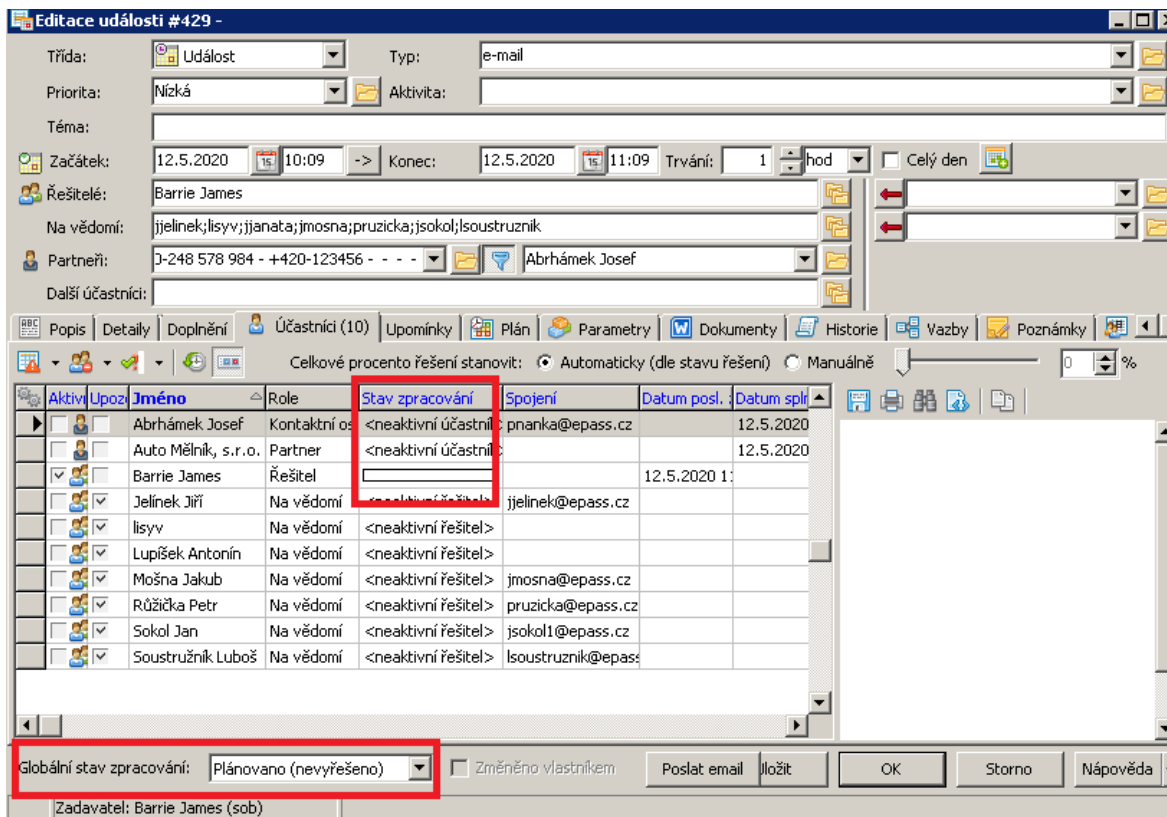 Editace události #429 -
Třída: Událost Typ: e-mail
Priorita: Nízká Aktivita:
Téma:
Začátek: 12.5.2020 15 10:09 -> Konec: 12.5.2020 15 11:09 Trvání: 1 hod Celý den
Řešitelé: Barrie James
Na vědomí: jjelinek;lisyv;jjanata;jmosna;pruzicka;jsokol;lsoustruznik
Partneři: 0-248 578 984 - +420-123456 - - - - Abrhámek Josef
Další účastníci:
ABC Popis Detaily Doplnění Účastníci (10) Upomínky Plán Parametry W Dokumenty Historie Vazby Poznámky
Celkové procento řešení stanovit: Automaticky (dle stavu řešení) Manuálně 0 %
Aktivi Upozo Jméno Role Stav zpracování Spojení Datum posl. Datum splr
Abrhámek Josef Kontaktní os <neaktivní účastník pnanka@epass.cz 12.5.2020
Auto Mělník, s.r.o. Partner <neaktivní účastník 12.5.2020
Barrie James Řešitel 12.5.2020 11
Jelínek Jiří Na vědomí <neaktivní řešitel> jjelinek@epass.cz
lisyv Na vědomí <neaktivní řešitel>
Lupíšek Antonín Na vědomí <neaktivní řešitel>
Mošna Jakub Na vědomí <neaktivní řešitel> jmosna@epass.cz
Růžička Petr Na vědomí <neaktivní řešitel> pruzicka@epass.cz
Sokol Jan Na vědomí <neaktivní řešitel> jsokol1@epass.cz
Soustružník Luboš Na vědomí <neaktivní řešitel> lsoustruznik@epass
Globální stav zpracování: Plánovano (nevyřešeno) Změněno vlastníkem Poslat email Uložit OK Storno Nápověda
Zadavatel: Barrie James (sob)